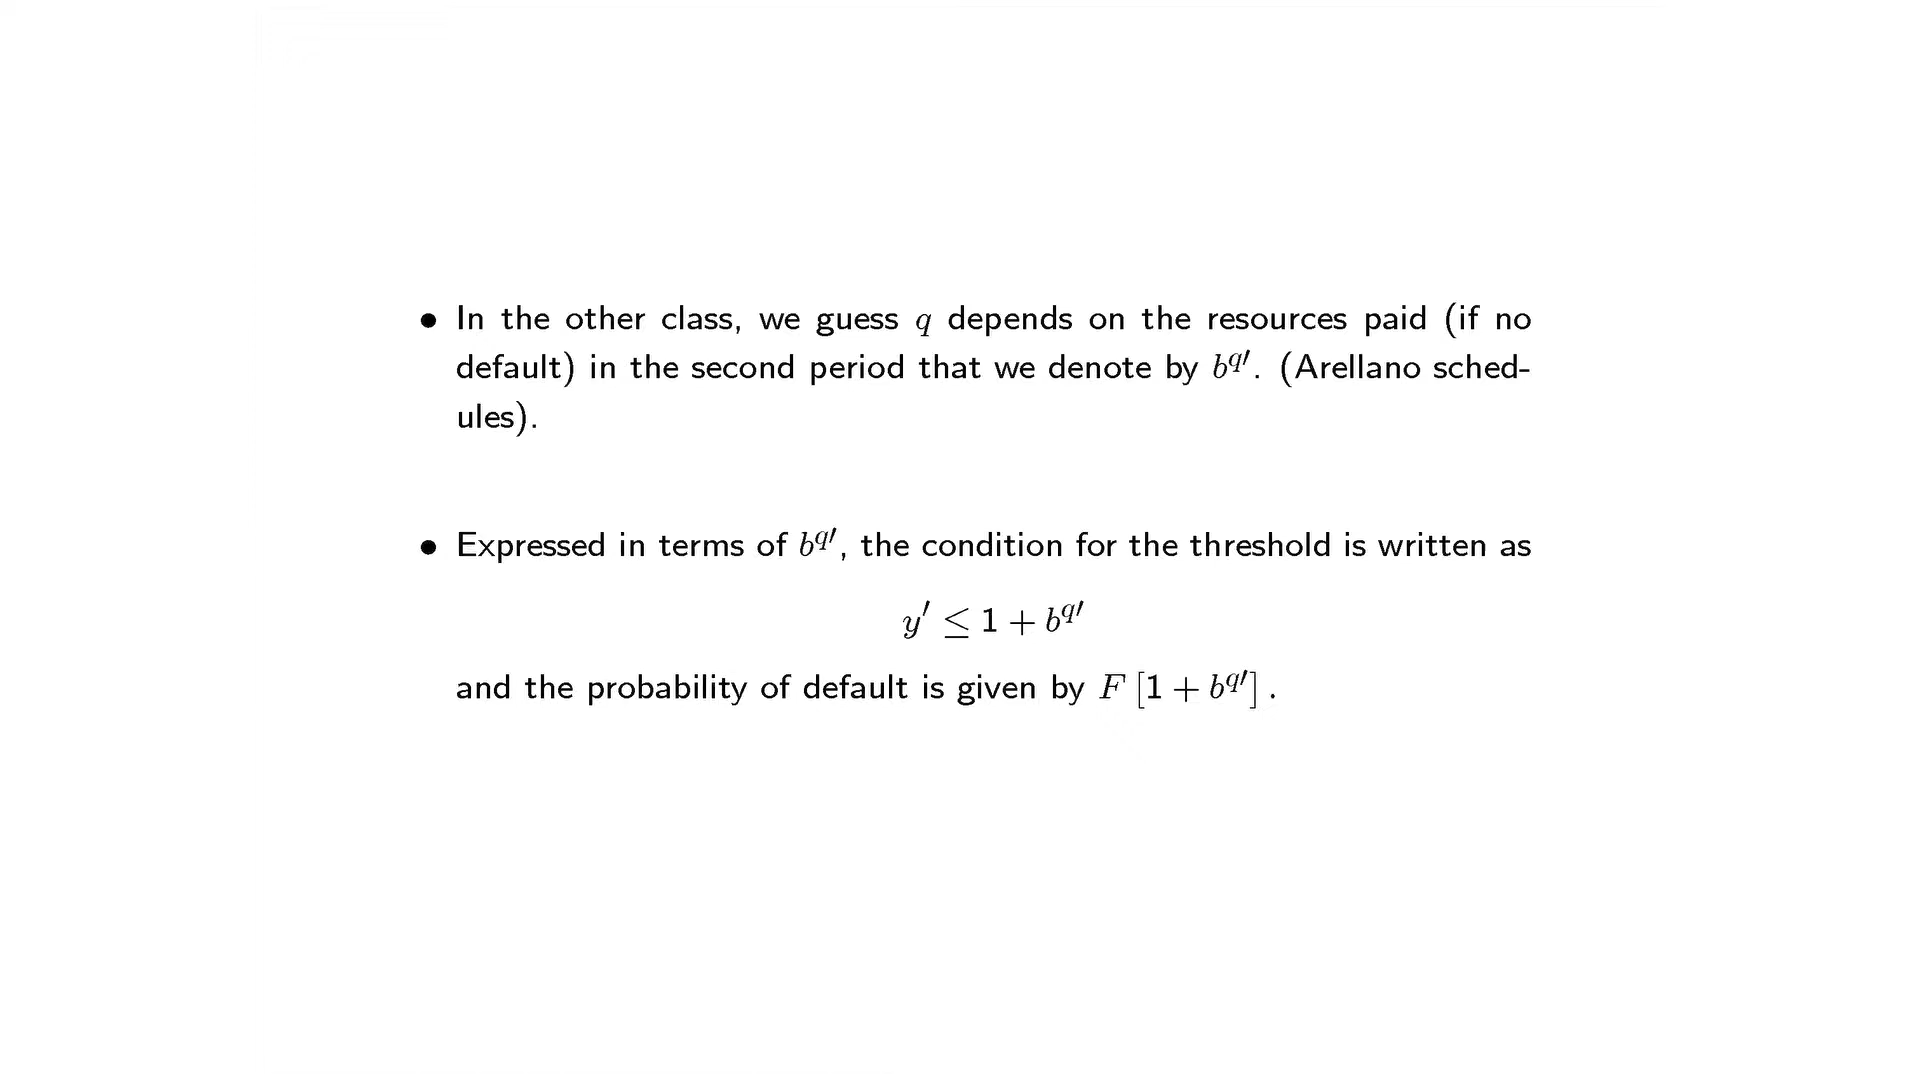 • In the other class, we guess q depends on the resources paid (if no
default) in the second period that we denote by b^{q′}. (Arellano sched-
ules).
• Expressed in terms of b^{q′}, the condition for the threshold is written as
y′ ≤ 1 + b^{q′}
and the probability of default is given by F [1 + b^{q′}] .